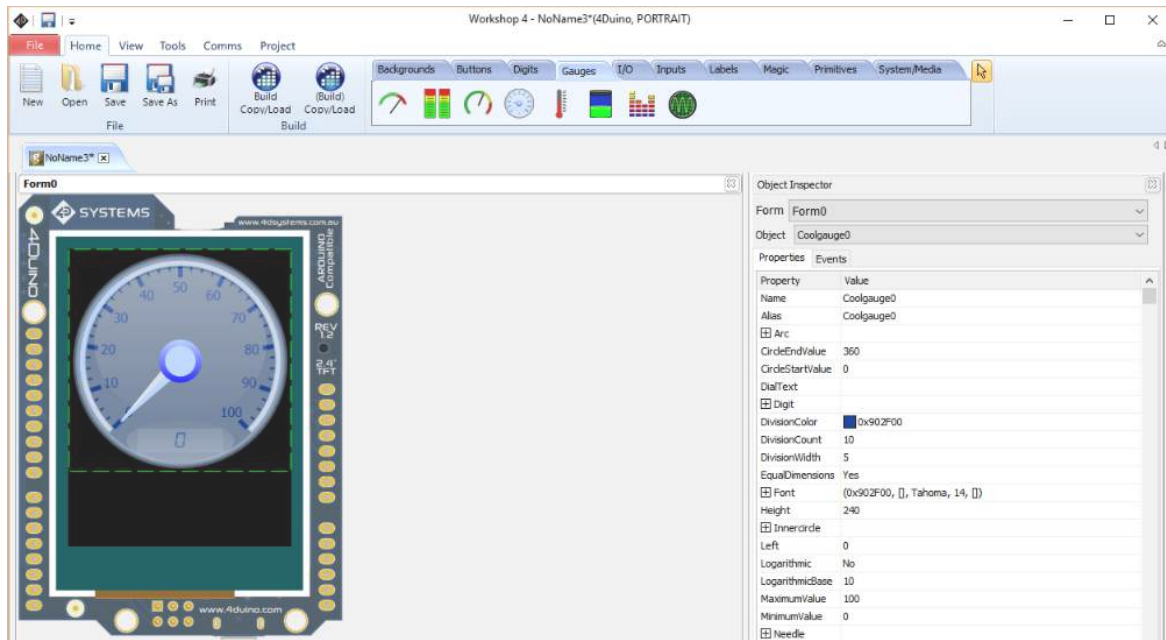 Workshop 4 - NoName3*(4Duino, PORTRAIT)
File Home View Tools Comms Project
New Open Save Save As Print
File
Build Copy/Load
(Build) Copy/Load
Build
Backgrounds Buttons Digits Gauges I/O Inputs Labels Magic Primitives System/Media
NoName3*
Form0
4D SYSTEMS
www.4dsystems.com.au
4DUINO
ARDUINO
Compatible
REV
1.2
2.4"
TFT
0 10 20 30 40 50 60 70 80 90 100
0
www.4duino.com
Object Inspector
Form Form0
Object Coolgauge0
Properties Events
Property Value
Name Coolgauge0
Alias Coolgauge0
Arc
CircleEndValue 360
CircleStartValue 0
DialText
Digit
DivisionColor 0x902F00
DivisionCount 10
DivisionWidth 5
EqualDimensions Yes
Font (0x902F00, [], Tahoma, 14, [])
Height 240
Innercircle
Left 0
Logarithmic No
LogarithmicBase 10
MaximumValue 100
MinimumValue 0
Needle